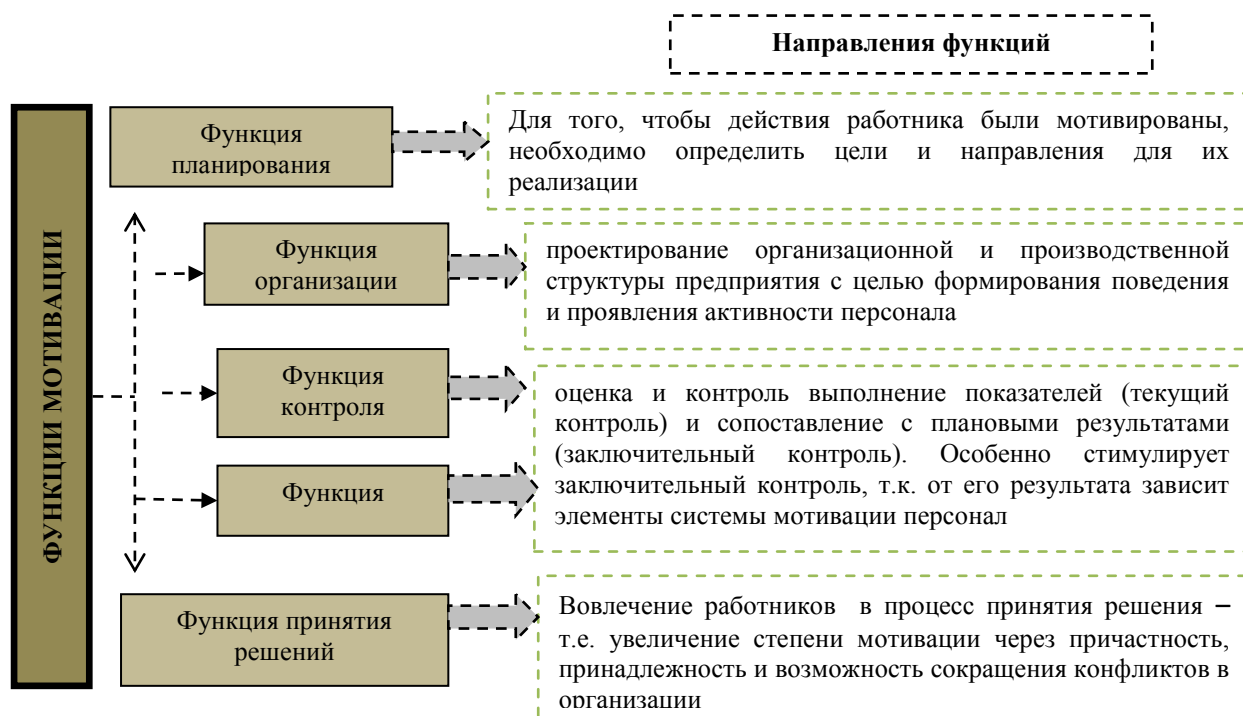 Направления функций
ФУНКЦИИ МОТИВАЦИИ
Функция
планирования
Для того, чтобы действия работника были мотивированы,
необходимо определить цели и направления для их
реализации
Функция
организации
проектирование организационной и производственной
структуры предприятия с целью формирования поведения
и проявления активности персонала
Функция
контроля
оценка и контроль выполнение показателей (текущий
контроль) и сопоставление с плановыми результатами
(заключительный контроль). Особенно стимулирует
заключительный контроль, т.к. от его результата зависит
элементы системы мотивации персонал
Функция
Функция принятия
решений
Вовлечение работников в процесс принятия решения –
т.е. увеличение степени мотивации через причастность,
принадлежность и возможность сокращения конфликтов в
организации